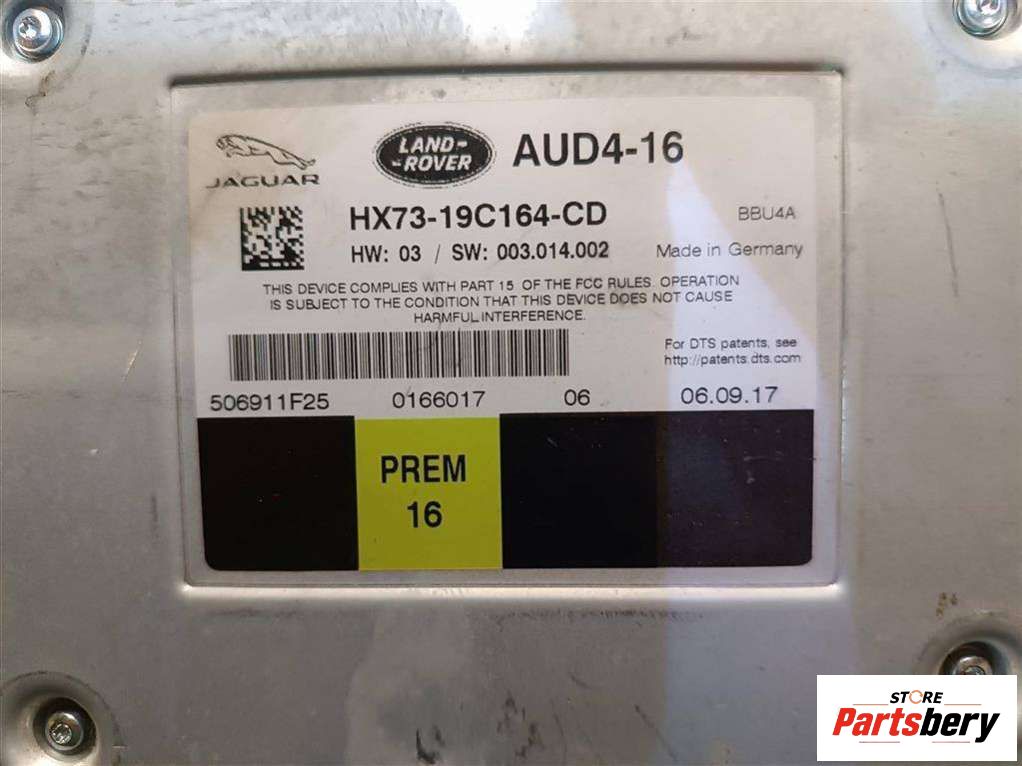 JAGUAR
LAND-
-ROVER
AUD4-16
HX73-19C164-CD
BBU4A
HW: 03 / SW: 003.014.002
Made in Germany
THIS DEVICE COMPLIES WITH PART 15 OF THE FCC RULES. OPERATION
IS SUBJECT TO THE CONDITION THAT THIS DEVICE DOES NOT CAUSE
HARMFUL INTERFERENCE.
For DTS patents, see
http://patents.dts.com
506911F25 0166017 06 06.09.17
PREM
16
STORE
Partsbery